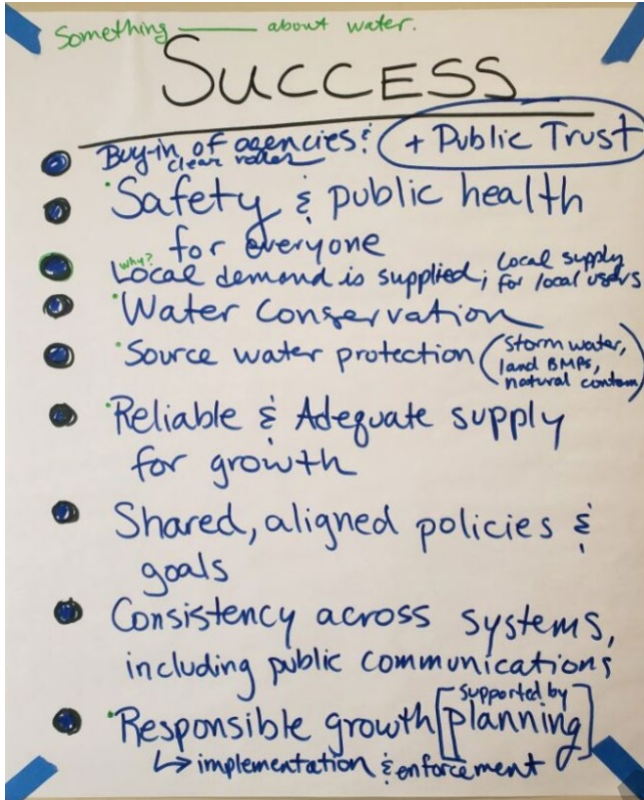 Something ——— about water.
SUCCESS
Buy-in of agencies & + Public Trust
clear roles
Safety & public health
for everyone
why?
Local demand is supplied; Local supply
for local users
Water Conservation
Source water protection (storm water,
land BMPs,
natural contam)
Reliable & Adequate supply
for growth
Shared, aligned policies &
goals
Consistency across systems,
including public communications
supported by
Responsible growth [planning]
↳ implementation & enforcement